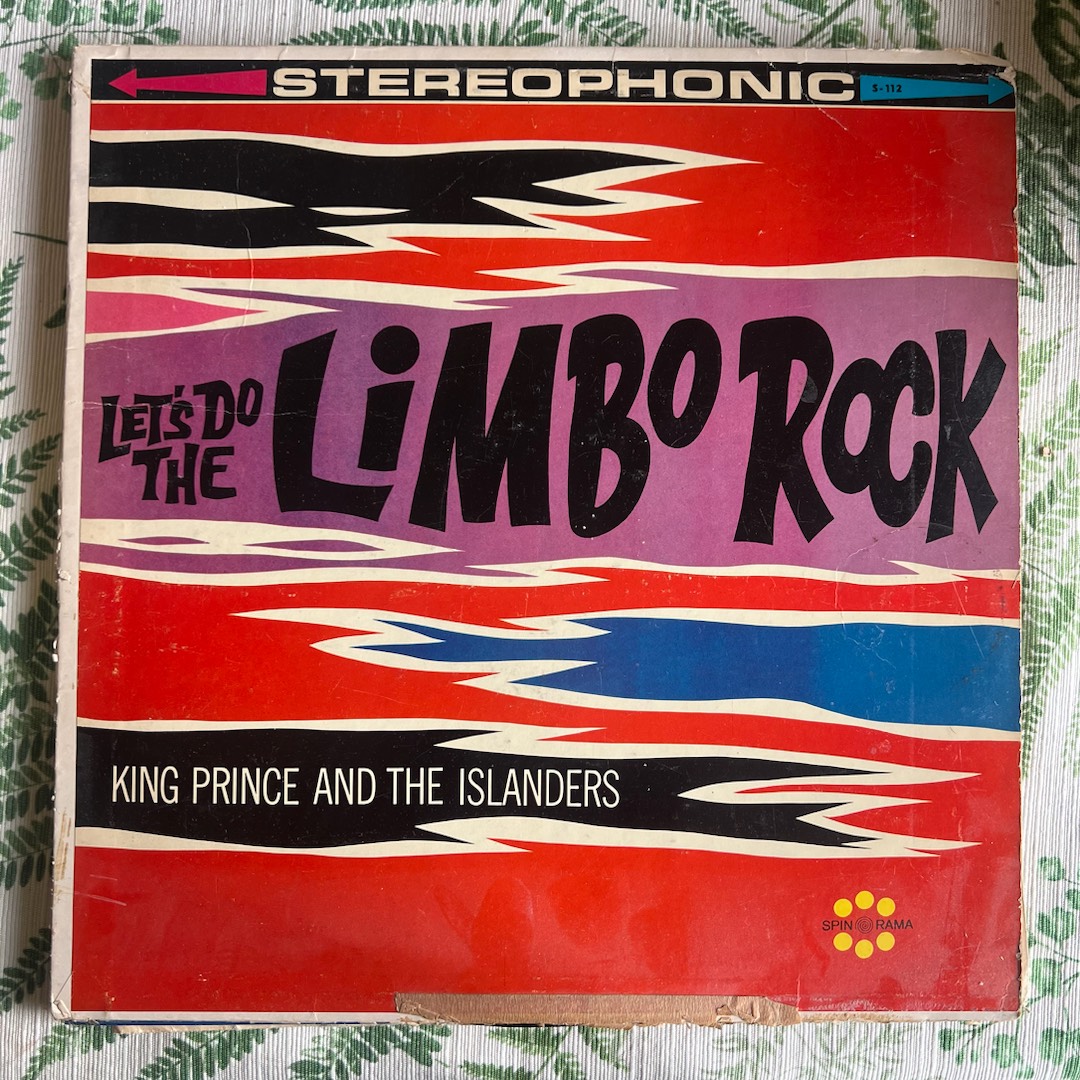 STEREOPHONIC S-112
LET'S DO
THE
LiMBO ROCK
KING PRINCE AND THE ISLANDERS
SPIN O RAMA